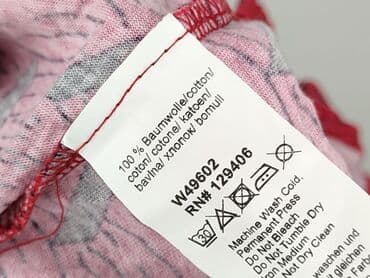 100 % Baumwolle/cotton/
coton/ cotone/ katoen/
bavlna/ хлопок/ bomull
W49602
RN# 129406
30
Machine Wash Cold,
Permanent Press
Do Not Bleach
Do Not Tumble Dry
Iron Medium
Do Not Dry Clean